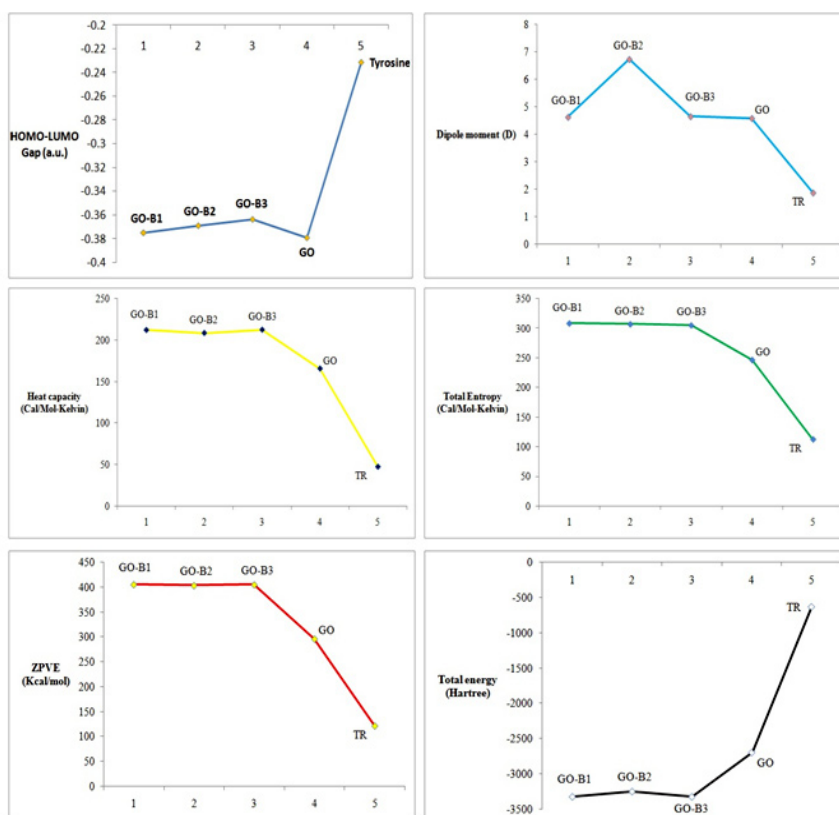 -0.2
1 2 3 4 5
-0.22
Tyrosine
-0.24
-0.26
-0.28
HOMO-LUMO
Gap (a.u.)
-0.3
-0.32
-0.34
-0.36
GO-B1 GO-B2 GO-B3
-0.38
GO
-0.4
8
7
GO-B2
6
GO-B1 GO-B3 GO
5
Dipole moment (D)
4
3
2
TR
1
0
1 2 3 4 5
250
GO-B1 GO-B2 GO-B3
200
GO
150
Heat capacity
(Cal/Mol-Kelvin)
100
50
TR
0
1 2 3 4 5
350
GO-B1 GO-B2 GO-B3
300
250
GO
200
Total Entropy
(Cal/Mol-Kelvin)
150
100
TR
50
0
1 2 3 4 5
450
GO-B1 GO-B2 GO-B3
400
350
300
GO
ZPVE
(Kcal/mol)
250
200
150
TR
100
50
0
1 2 3 4 5
0
1 2 3 4 5
-500
TR
-1000
-1500
Total energy
(Hartree)
-2000
-2500
GO
-3000
GO-B1 GO-B2
GO-B3
-3500